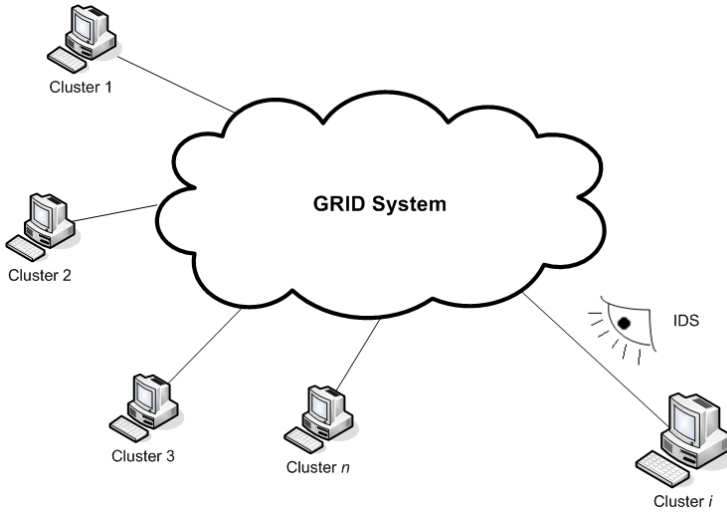 Cluster 1
GRID System
Cluster 2
IDS
Cluster 3
Cluster n
Cluster i